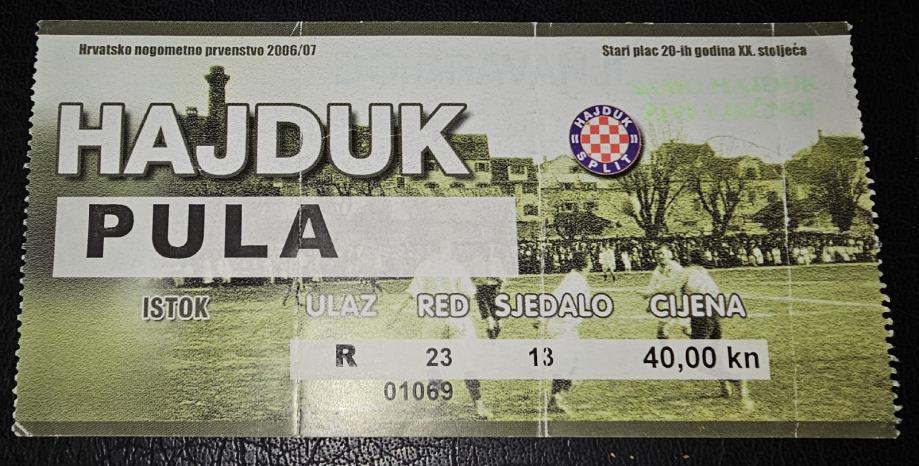 Hrvatsko nogometno prvenstvo 2006/07
Stari plac 20-ih godina XX. stoljeća
HAJDUK
HAJDUK
SPLIT
PULA
ISTOK ULAZ RED SJEDALO CIJENA
R 23 13 40,00 kn
01069